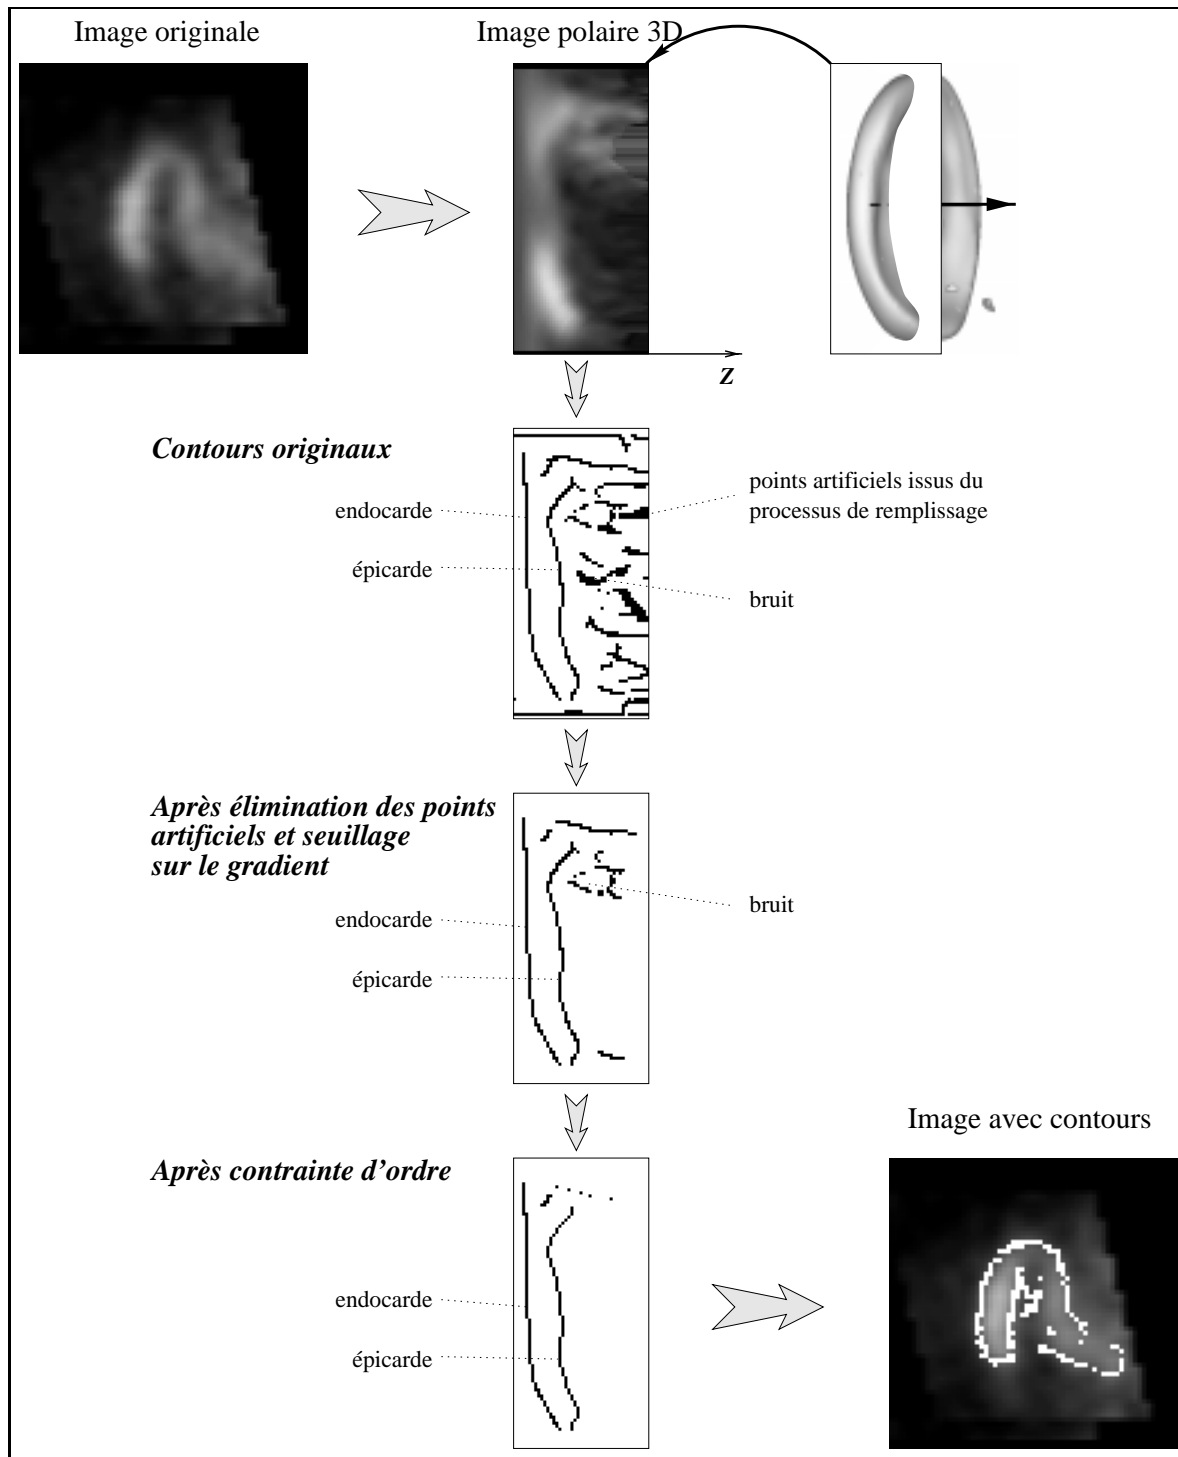 Image originale
Image polaire 3D
Z
Contours originaux
endocarde
épicarde
points artificiels issus du
processus de remplissage
bruit
Après élimination des points
artificiels et seuillage
sur le gradient
endocarde
épicarde
bruit
Image avec contours
Après contrainte d'ordre
endocarde
épicarde